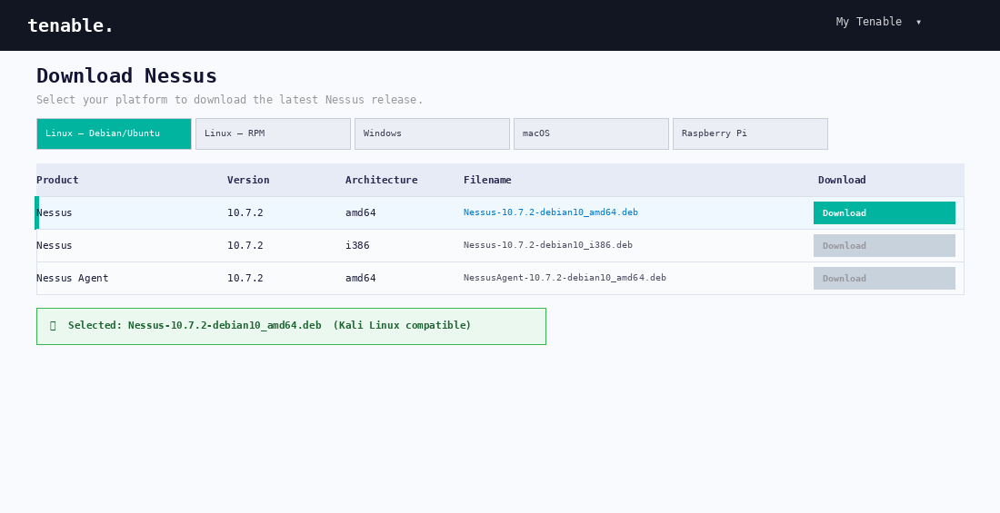 tenable.
My Tenable ▾
Download Nessus
Select your platform to download the latest Nessus release.
Linux — Debian/Ubuntu Linux — RPM Windows macOS Raspberry Pi
Product Version Architecture Filename Download
Nessus 10.7.2 amd64 Nessus-10.7.2-debian10_amd64.deb Download
Nessus 10.7.2 i386 Nessus-10.7.2-debian10_i386.deb Download
Nessus Agent 10.7.2 amd64 NessusAgent-10.7.2-debian10_amd64.deb Download
Selected: Nessus-10.7.2-debian10_amd64.deb (Kali Linux compatible)